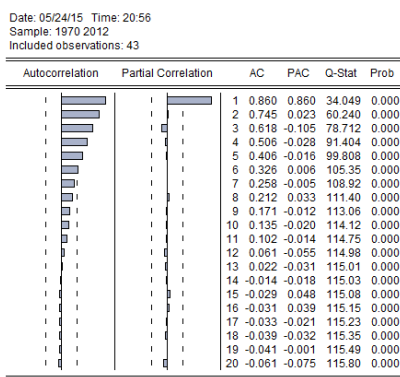 Date: 05/24/15 Time: 20:56
Sample: 1970 2012
Included observations: 43
Autocorrelation Partial Correlation AC PAC Q-Stat Prob
1 0.860 0.860 34.049 0.000
2 0.745 0.023 60.240 0.000
3 0.618 -0.105 78.712 0.000
4 0.506 -0.028 91.404 0.000
5 0.406 -0.016 99.808 0.000
6 0.326 0.006 105.35 0.000
7 0.258 -0.005 108.92 0.000
8 0.212 0.033 111.40 0.000
9 0.171 -0.012 113.06 0.000
10 0.135 -0.020 114.12 0.000
11 0.102 -0.014 114.75 0.000
12 0.061 -0.055 114.98 0.000
13 0.022 -0.031 115.01 0.000
14 -0.014 -0.018 115.03 0.000
15 -0.029 0.048 115.08 0.000
16 -0.031 0.039 115.15 0.000
17 -0.033 -0.021 115.23 0.000
18 -0.039 -0.032 115.35 0.000
19 -0.041 -0.001 115.49 0.000
20 -0.061 -0.075 115.80 0.000